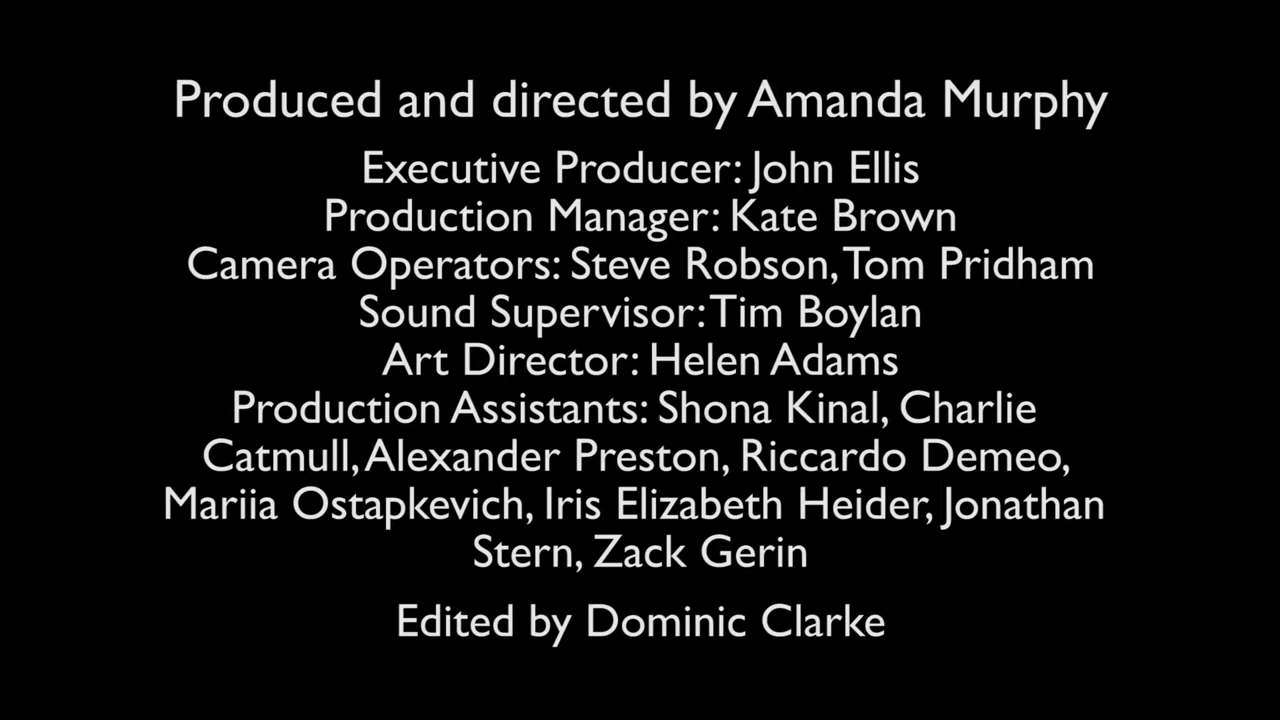 Produced and directed by Amanda Murphy
Executive Producer: John Ellis
Production Manager: Kate Brown
Camera Operators: Steve Robson, Tom Pridham
Sound Supervisor: Tim Boylan
Art Director: Helen Adams
Production Assistants: Shona Kinal, Charlie
Catmull, Alexander Preston, Riccardo Demeo,
Mariia Ostapkevich, Iris Elizabeth Heider, Jonathan
Stern, Zack Gerin
Edited by Dominic Clarke